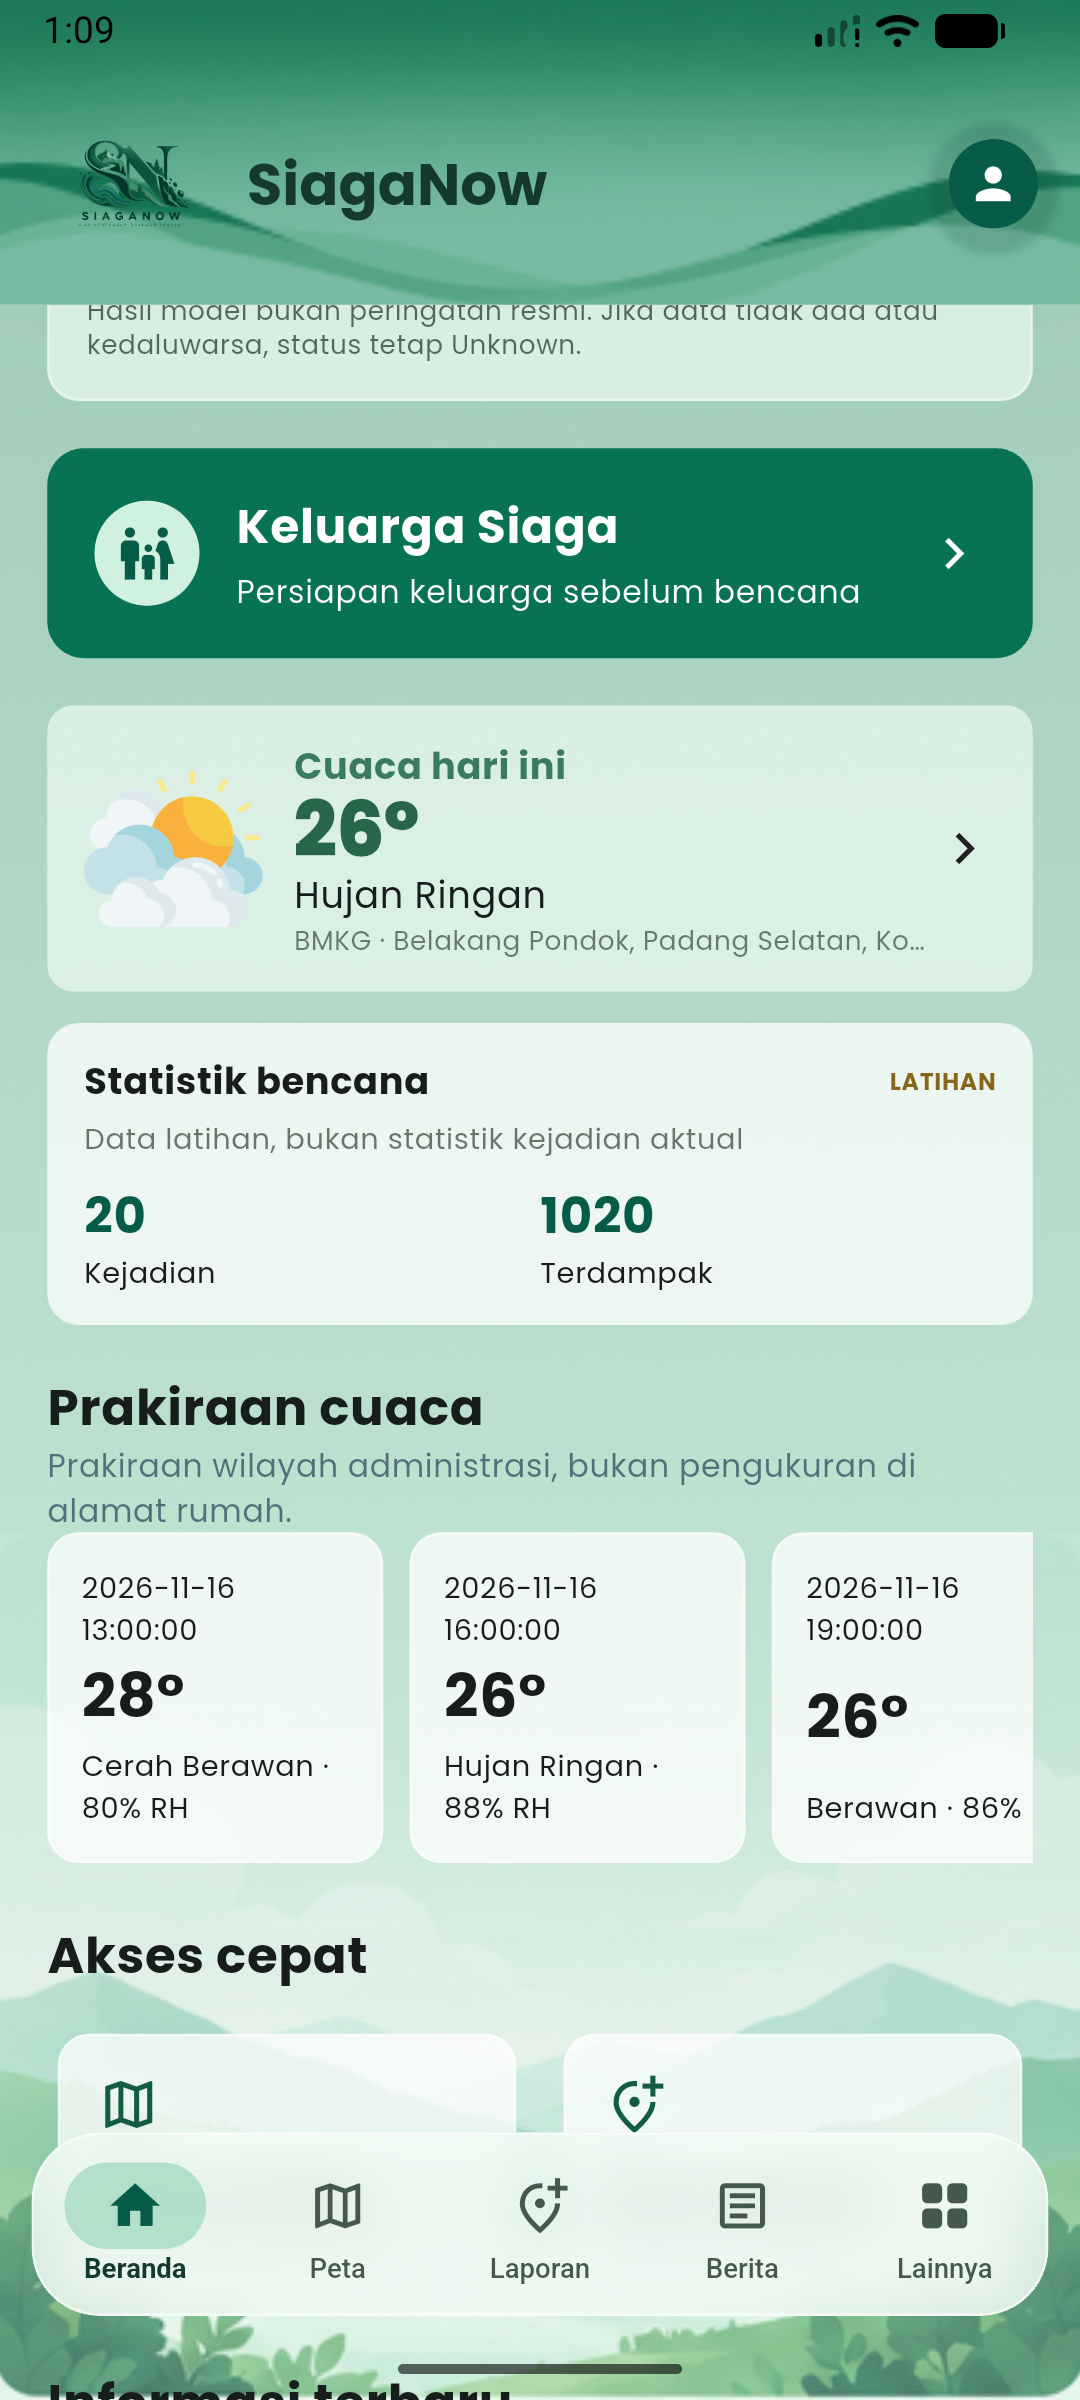 1:09
SIAGANOW
SiagaNow
Hasil model bukan peringatan resmi. Jika data tidak ada atau
kedaluwarsa, status tetap Unknown.
Keluarga Siaga
Persiapan keluarga sebelum bencana
Cuaca hari ini
26°
Hujan Ringan
BMKG · Belakang Pondok, Padang Selatan, Ko...
Statistik bencana
LATIHAN
Data latihan, bukan statistik kejadian aktual
20
Kejadian
1020
Terdampak
Prakiraan cuaca
Prakiraan wilayah administrasi, bukan pengukuran di
alamat rumah.
2026-11-16
13:00:00
28°
Cerah Berawan ·
80% RH
2026-11-16
16:00:00
26°
Hujan Ringan ·
88% RH
2026-11-16
19:00:00
26°
Berawan · 86%
Akses cepat
Beranda
Peta
Laporan
Berita
Lainnya
Informasi terbaru